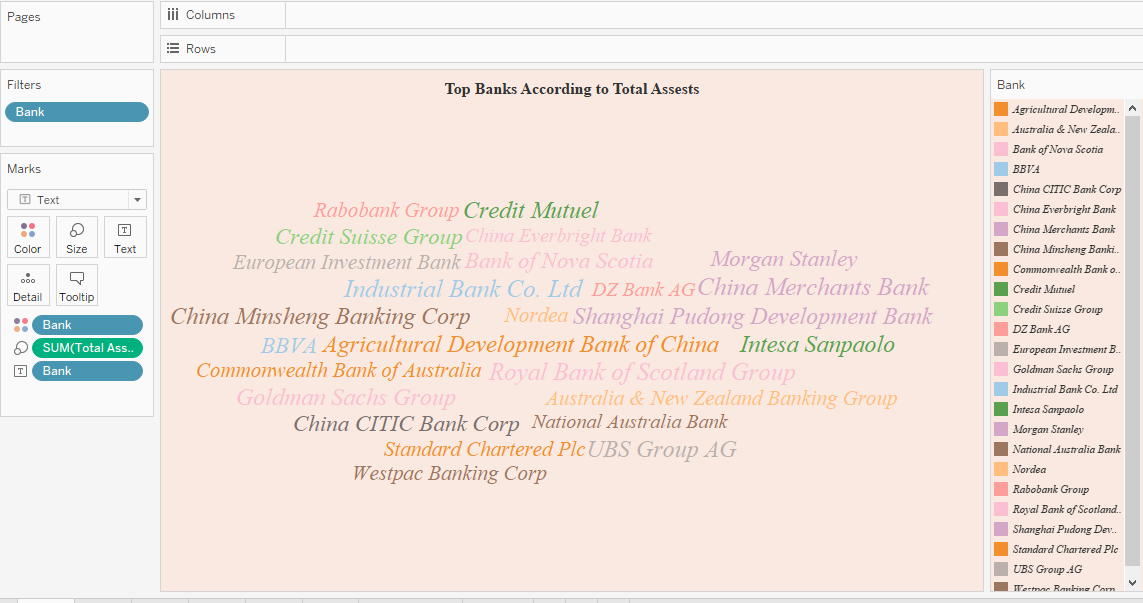 Pages
Columns
Rows
Filters
Bank
Marks
Text
Color
Size
Text
Detail
Tooltip
Bank
SUM(Total Ass..
Bank
Top Banks According to Total Assests
Rabobank Group Credit Mutuel
Credit Suisse Group China Everbright Bank
European Investment Bank Bank of Nova Scotia Morgan Stanley
Industrial Bank Co. Ltd DZ Bank AG China Merchants Bank
China Minsheng Banking Corp Nordea Shanghai Pudong Development Bank
BBVA Agricultural Development Bank of China Intesa Sanpaolo
Commonwealth Bank of Australia Royal Bank of Scotland Group
Goldman Sachs Group Australia & New Zealand Banking Group
China CITIC Bank Corp National Australia Bank
Standard Chartered Plc UBS Group AG
Westpac Banking Corp
Bank
Agricultural Developm..
Australia & New Zeala..
Bank of Nova Scotia
BBVA
China CITIC Bank Corp
China Everbright Bank
China Merchants Bank
China Minsheng Banki..
Commonwealth Bank o..
Credit Mutuel
Credit Suisse Group
DZ Bank AG
European Investment B..
Goldman Sachs Group
Industrial Bank Co. Ltd
Intesa Sanpaolo
Morgan Stanley
National Australia Bank
Nordea
Rabobank Group
Royal Bank of Scotland..
Shanghai Pudong Dev..
Standard Chartered Plc
UBS Group AG
Westpac Banking Corp